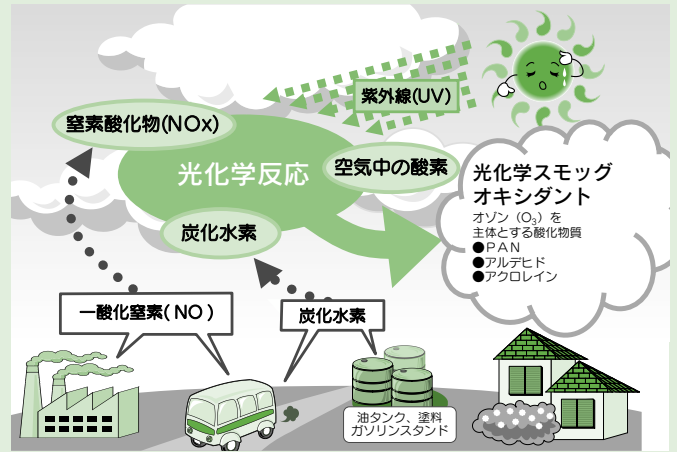 紫外線(UV)
窒素酸化物(NOx)
光化学反応
空気中の酸素
炭化水素
光化学スモッグ
オキシダント
オゾン（O₃）を
主体とする酸化物質
●PAN
●アルデヒド
●アクロレイン
一酸化窒素(NO)
炭化水素
油タンク、塗料
ガソリンスタンド